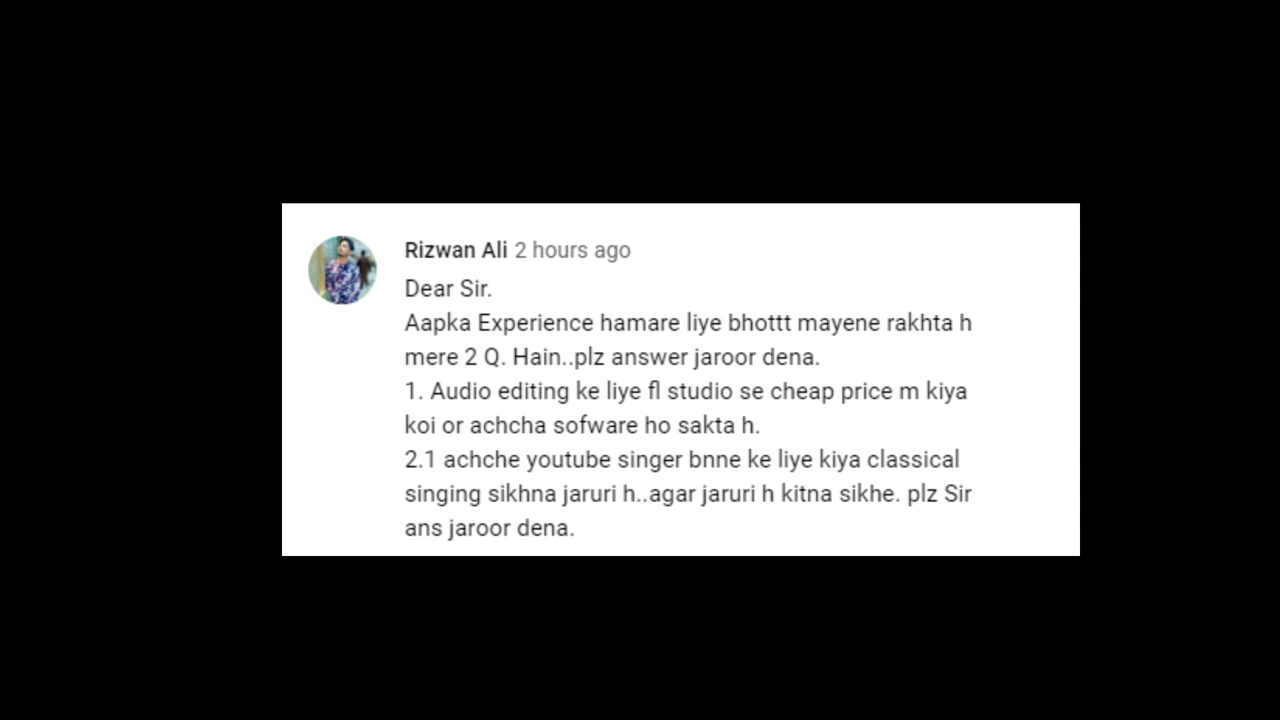 Rizwan Ali 2 hours ago
Dear Sir.
Aapka Experience hamare liye bhottt mayene rakhta h
mere 2 Q. Hain..plz answer jaroor dena.
1. Audio editing ke liye fl studio se cheap price m kiya
koi or achcha sofware ho sakta h.
2.1 achche youtube singer bnne ke liye kiya classical
singing sikhna jaruri h..agar jaruri h kitna sikhe. plz Sir
ans jaroor dena.